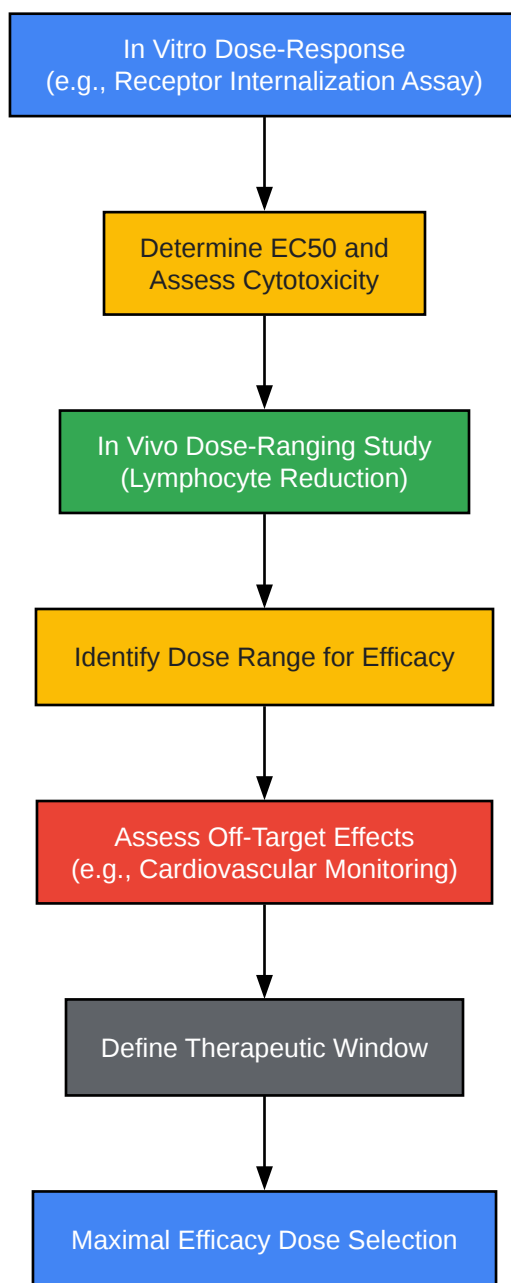 In Vitro Dose-Response
(e.g., Receptor Internalization Assay)
Determine EC50 and
Assess Cytotoxicity
In Vivo Dose-Ranging Study
(Lymphocyte Reduction)
Identify Dose Range for Efficacy
Assess Off-Target Effects
(e.g., Cardiovascular Monitoring)
Define Therapeutic Window
Maximal Efficacy Dose Selection